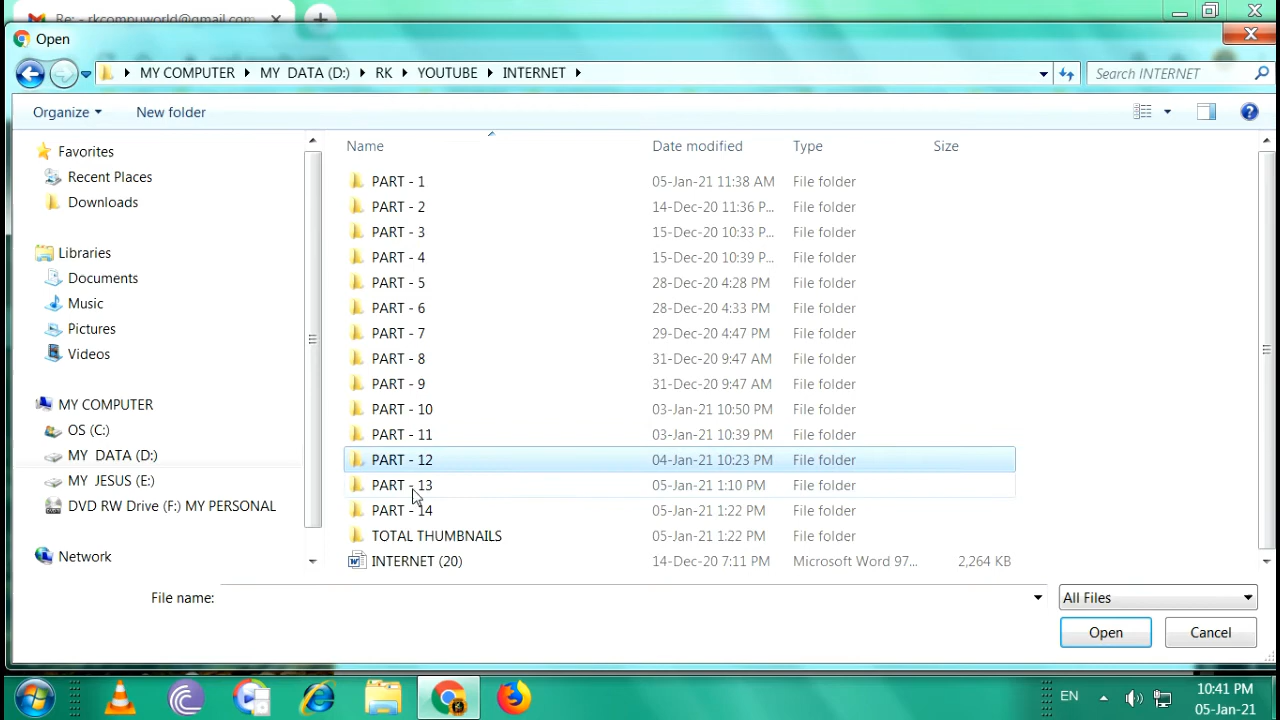 Re: - rkcompuworld@gmail.com
Open
MY COMPUTER MY DATA (D:) RK YOUTUBE INTERNET
Search INTERNET
Organize New folder
Name Date modified Type Size
Favorites
Recent Places
Downloads
Libraries
Documents
Music
Pictures
Videos
MY COMPUTER
OS (C:)
MY DATA (D:)
MY JESUS (E:)
DVD RW Drive (F:) MY PERSONAL
Network
PART - 1 05-Jan-21 11:38 AM File folder
PART - 2 14-Dec-20 11:36 P... File folder
PART - 3 15-Dec-20 10:33 P... File folder
PART - 4 15-Dec-20 10:39 P... File folder
PART - 5 28-Dec-20 4:28 PM File folder
PART - 6 28-Dec-20 4:33 PM File folder
PART - 7 29-Dec-20 4:47 PM File folder
PART - 8 31-Dec-20 9:47 AM File folder
PART - 9 31-Dec-20 9:47 AM File folder
PART - 10 03-Jan-21 10:50 PM File folder
PART - 11 03-Jan-21 10:39 PM File folder
PART - 12 04-Jan-21 10:23 PM File folder
PART - 13 05-Jan-21 1:10 PM File folder
PART - 14 05-Jan-21 1:22 PM File folder
TOTAL THUMBNAILS 05-Jan-21 1:22 PM File folder
INTERNET (20) 14-Dec-20 7:11 PM Microsoft Word 97... 2,264 KB
File name:
All Files
Open Cancel
EN
10:41 PM
05-Jan-21